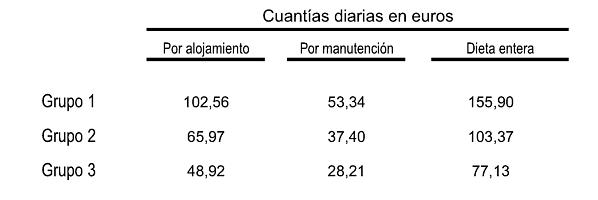 Cuantías diarias en euros
Por alojamiento Por manutención Dieta entera
Grupo 1 102,56 53,34 155,90
Grupo 2 65,97 37,40 103,37
Grupo 3 48,92 28,21 77,13